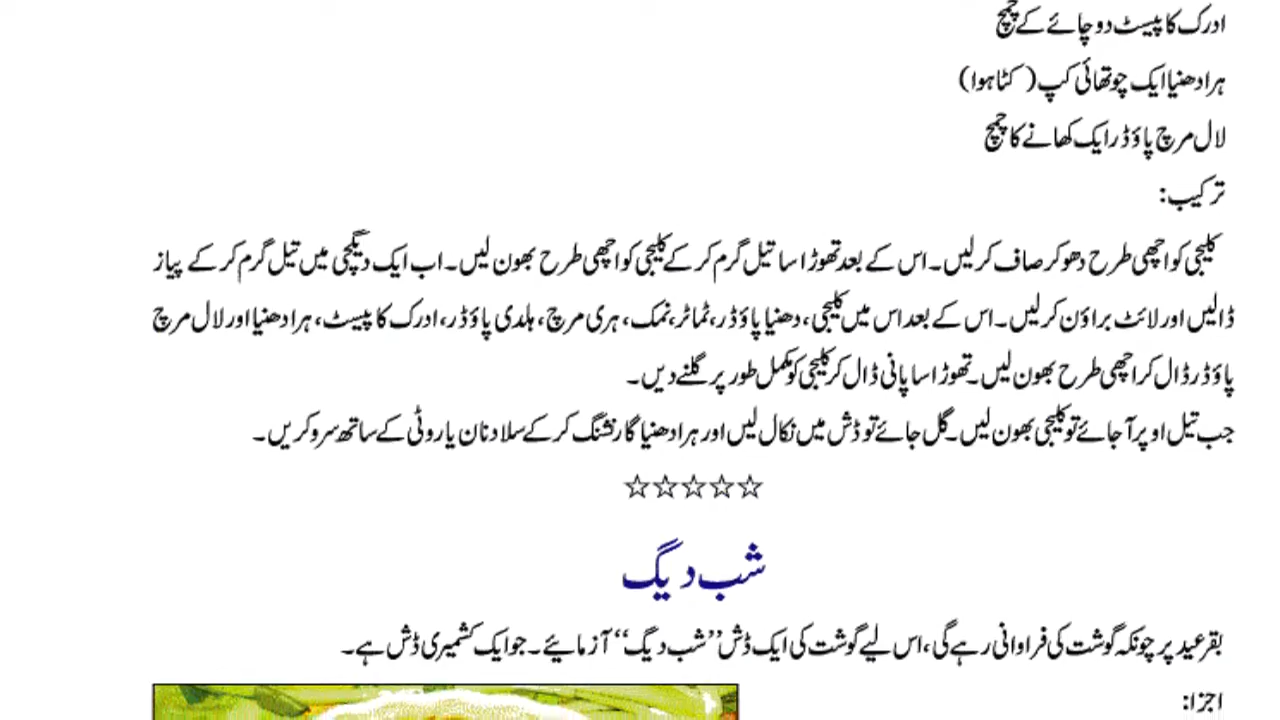 ادرک کا پیسٹ دو چائے کے چمچ
ہرا دھنیا ایک چوتھائی کپ ( کٹا ہوا )
لال مرچ پاؤڈر ایک کھانے کا چمچ
ترکیب:
کلیجی کو اچھی طرح دھو کر صاف کر لیں۔ اس کے بعد تھوڑا سا تیل گرم کر کے کلیجی کو اچھی طرح بھون لیں۔ اب ایک دیگچی میں تیل گرم کر کے پیاز
ڈالیں اور لائٹ براؤن کر لیں۔ اس کے بعد اس میں کلیجی، دھنیا پاؤڈر، ٹماٹر، نمک، ہری مرچ، ہلدی پاؤڈر، ادرک کا پیسٹ، ہرا دھنیا اور لال مرچ
پاؤڈر ڈال کر اچھی طرح بھون لیں۔ تھوڑا سا پانی ڈال کر کلیجی کو مکمل طور پر گلنے دیں۔
جب تیل اوپر آ جائے تو کلیجی بھون لیں۔ گل جائے تو ڈش میں نکال لیں اور ہرا دھنیا گارنشنگ کر کے سلاد نان یا روٹی کے ساتھ سرو کریں۔
☆☆☆☆☆
شب دیگ
بقر عید پر چونکہ گوشت کی فراوانی رہے گی، اس لیے گوشت کی ایک ڈش ”شب دیگ“ آزمائیے۔ جو ایک کشمیری ڈش ہے۔
اجزا: